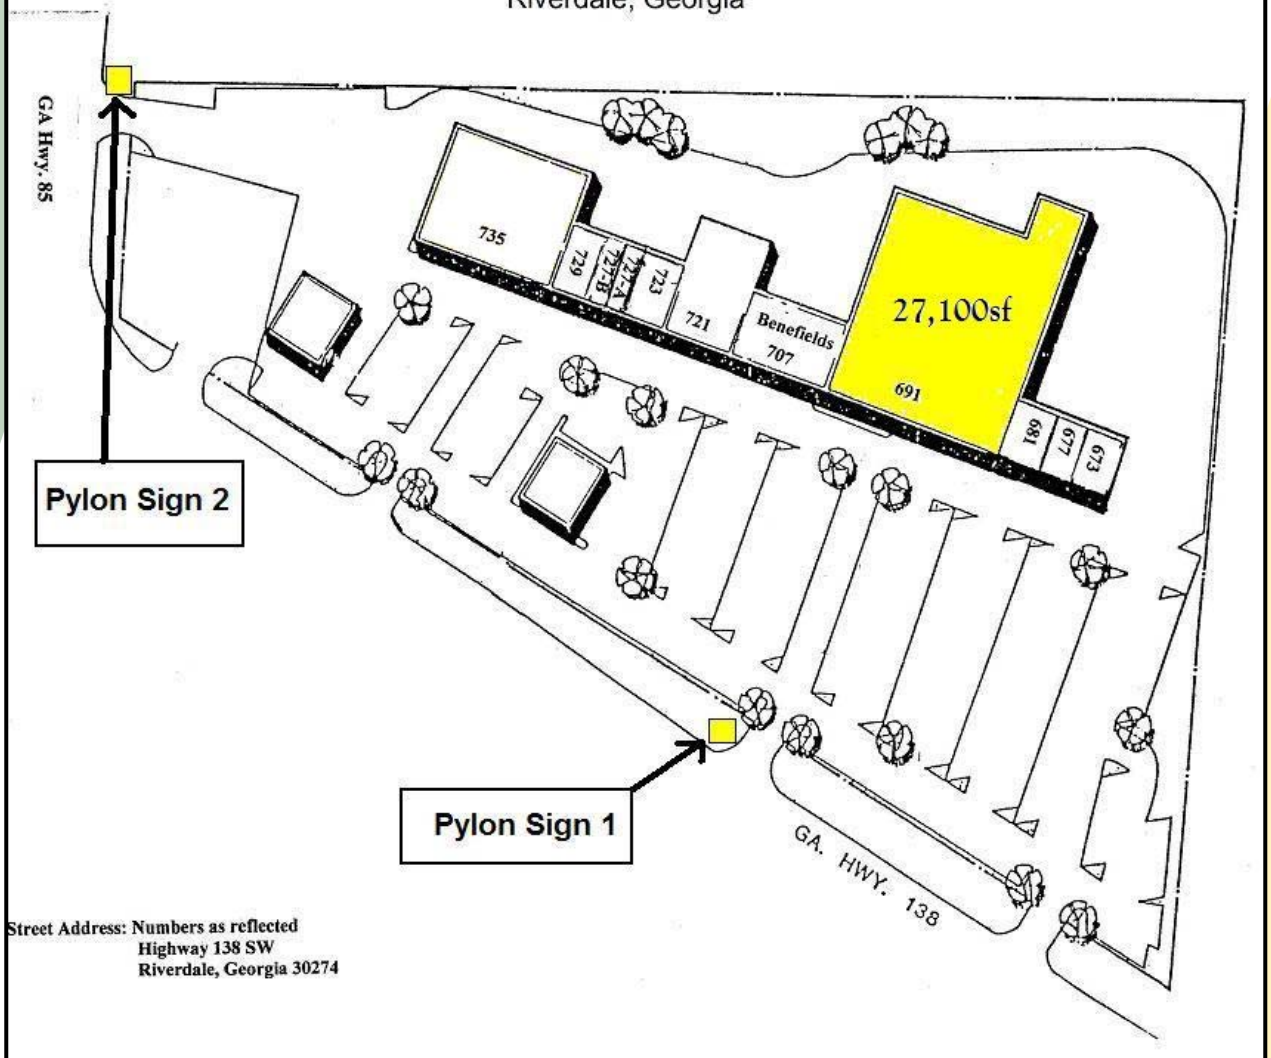 Riverdale, Georgia
GA Hwy. 85
735
729
727-B
727-A
723
721
Benefields
707
27,100sf
691
681
677
673
Pylon Sign 2
Pylon Sign 1
GA. HWY. 138
Street Address: Numbers as reflected
Highway 138 SW
Riverdale, Georgia 30274